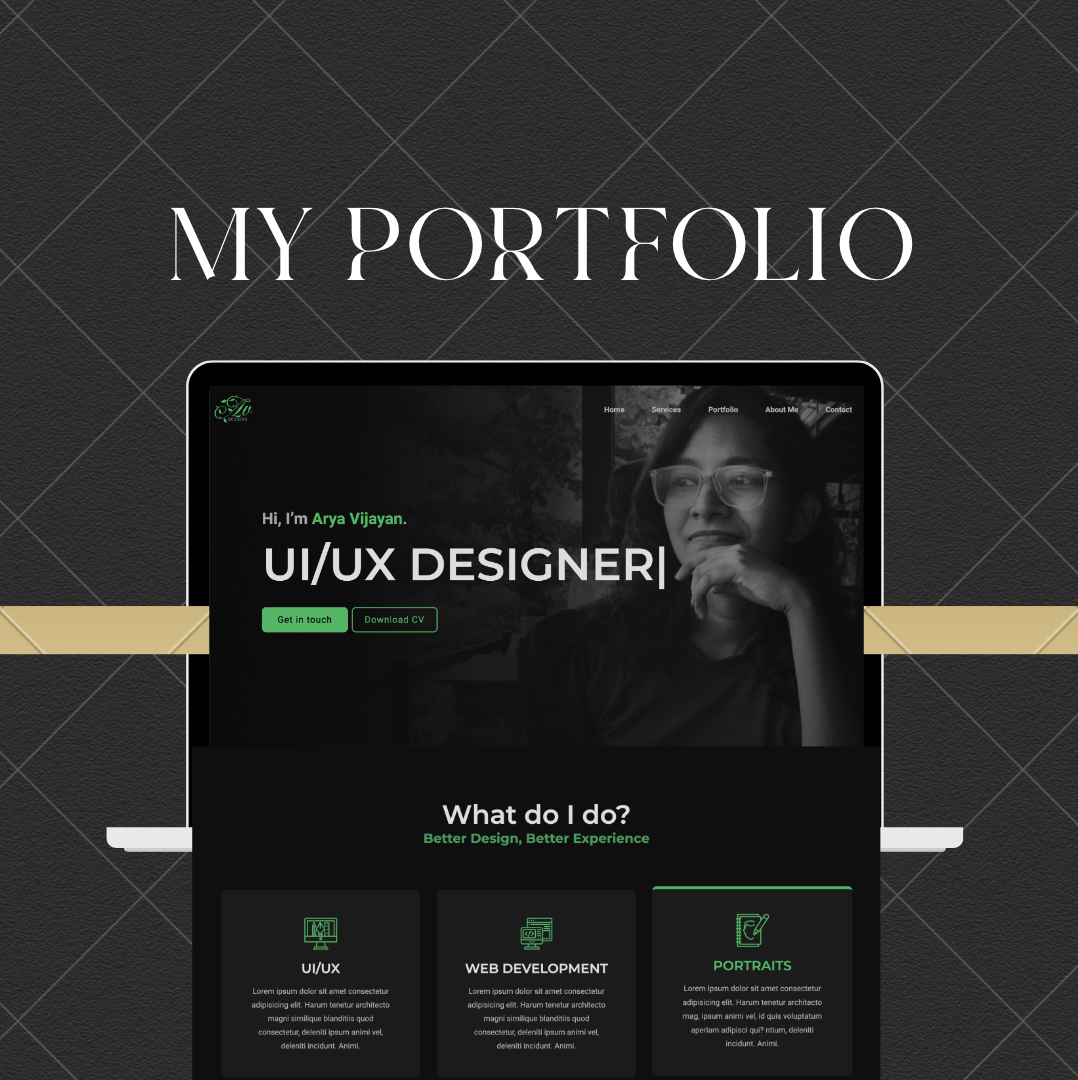 MY PORTFOLIO
Av
DESIGNS
Home Services Portfolio About Me Contact
Hi, I'm Arya Vijayan.
UI/UX DESIGNER|
Get in touch Download CV
What do I do?
Better Design, Better Experience
UI/UX
Lorem ipsum dolor sit amet consectetur
adipisicing elit. Harum tenetur architecto
magni similique blanditiis quod
consectetur, deleniti ipsum animi vel,
deleniti incidunt. Animi.
WEB DEVELOPMENT
Lorem ipsum dolor sit amet consectetur
adipisicing elit. Harum tenetur architecto
magni similique blanditiis quod
consectetur, deleniti ipsum animi vel,
deleniti incidunt. Animi.
PORTRAITS
Lorem ipsum dolor sit amet consectetur
adipisicing elit. Harum tenetur architecto
mag, ipsum animi vel, id quis voluptatum
aperiam adipisci qui? ntium, deleniti
incidunt. Animi.